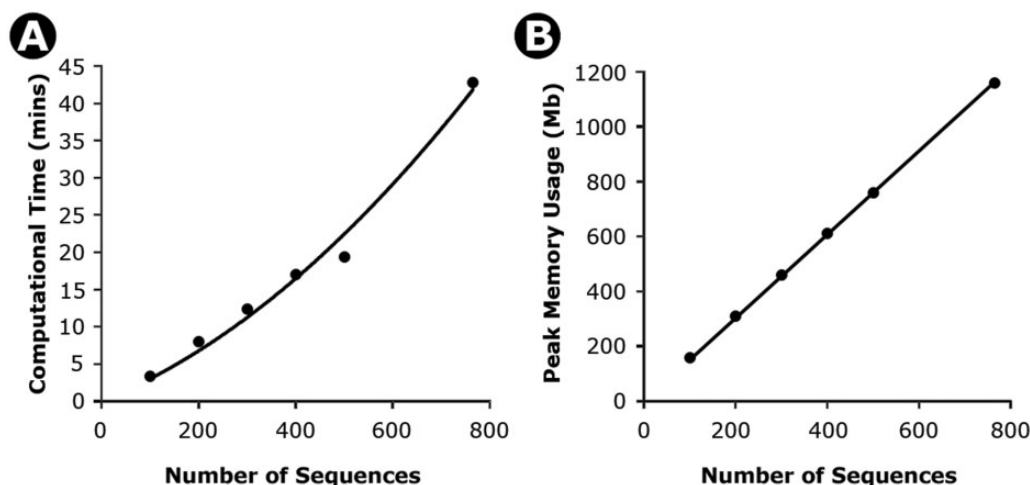 A
45
40
35
30
25
20
15
10
5
0
Computational Time (mins)
0 200 400 600 800
Number of Sequences
B
1200
1000
800
600
400
200
0
Peak Memory Usage (Mb)
0 200 400 600 800
Number of Sequences